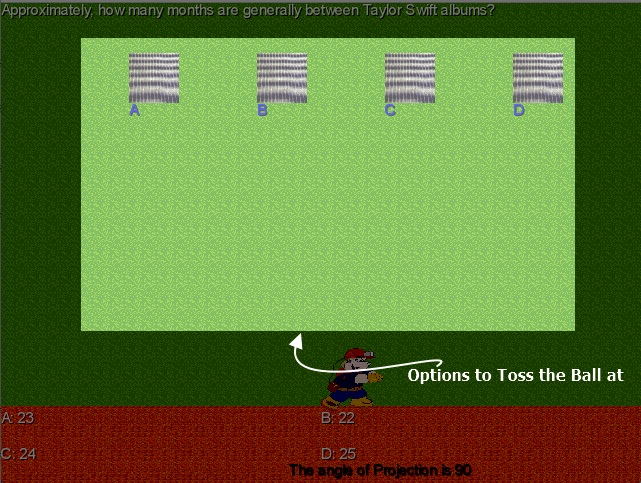 Approximately, how many months are generally between Taylor Swift albums?
A B C D
Options to Toss the Ball at
A: 23 B: 22
C: 24 D: 25
The angle of Projection is 90